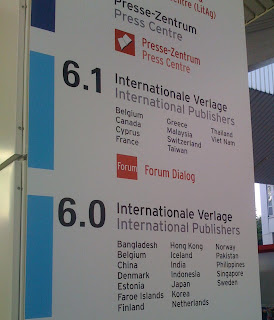 entre (LitAg)
Presse-Zentrum
Press Centre
Presse-Zentrum
Press Centre
6.1
Internationale Verlage
International Publishers
Belgium
Canada
Cyprus
France
Greece
Malaysia
Switzerland
Taiwan
Thailand
Viet Nam
Forum
Forum Dialog
6.0
Internationale Verlage
International Publishers
Bangladesh
Belgium
China
Denmark
Estonia
Faroe Islands
Finland
Hong Kong
Iceland
India
Indonesia
Japan
Korea
Netherlands
Norway
Pakistan
Philippines
Singapore
Sweden